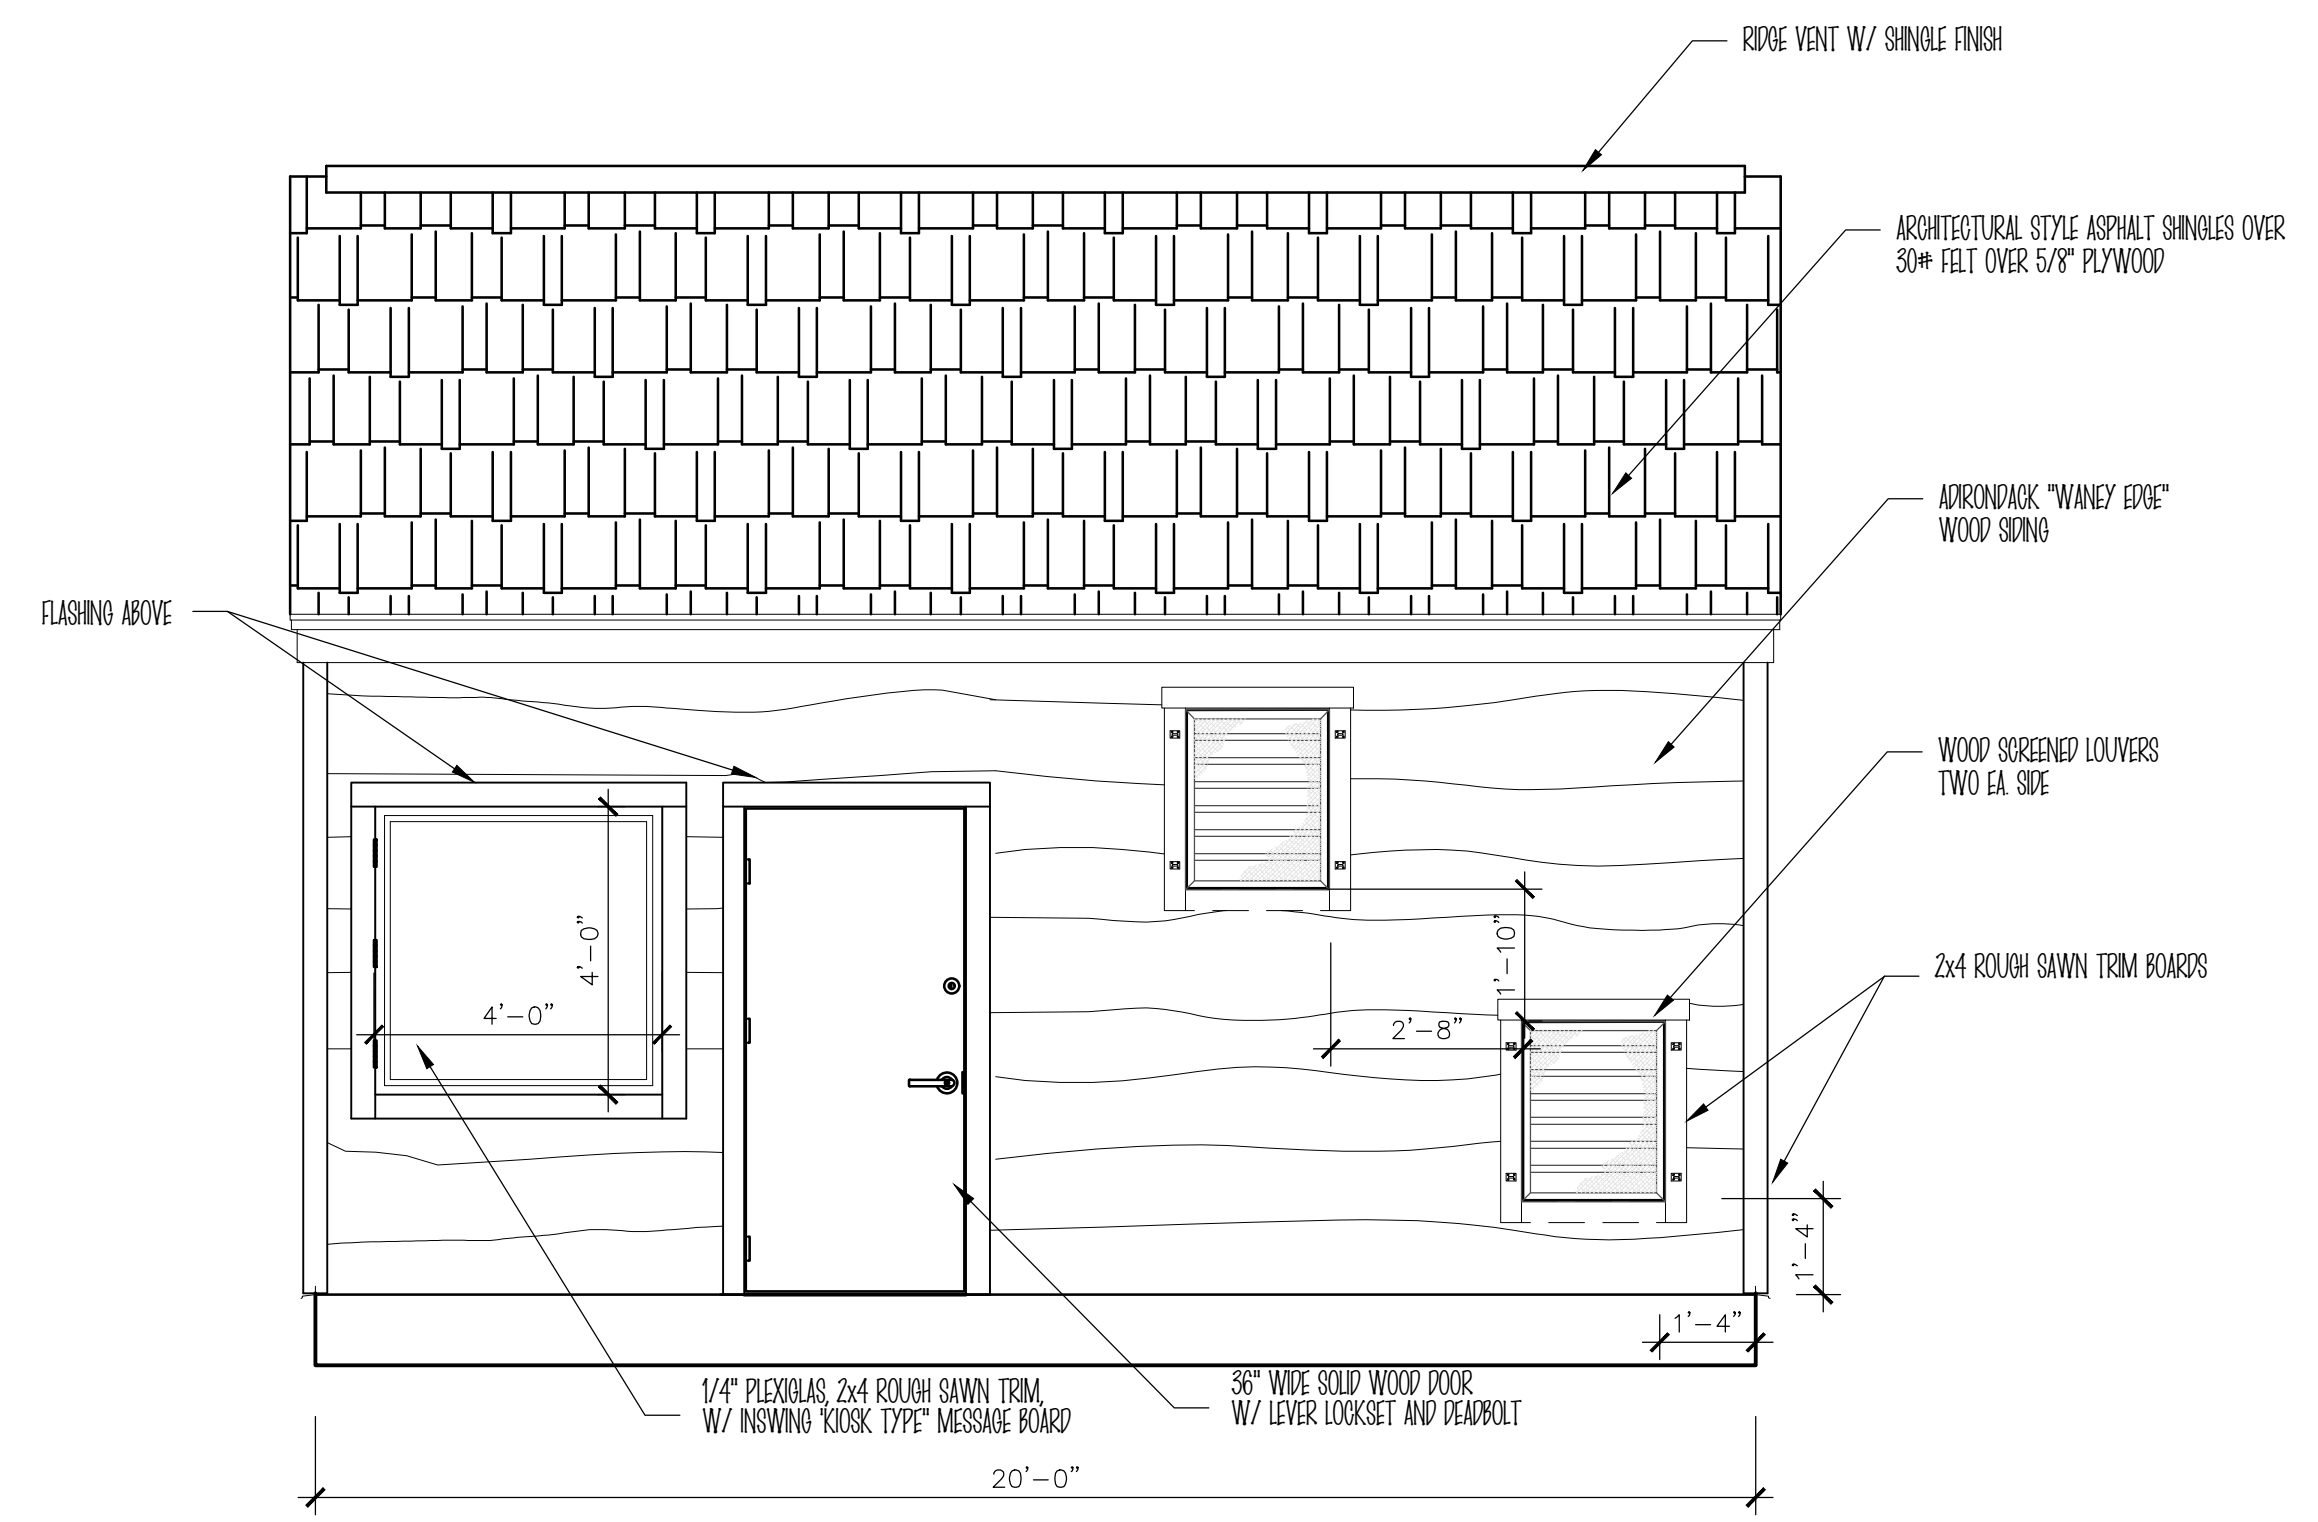 RIDGE VENT W/ SHINGLE FINISH
ARCHITECTURAL STYLE ASPHALT SHINGLES OVER
30# FELT OVER 5/8" PLYWOOD
ADIRONDACK "WANEY EDGE"
WOOD SIDING
FLASHING ABOVE
WOOD SCREENED LOUVERS
TWO EA. SIDE
4'-0"
1'-10"
2x4 ROUGH SAWN TRIM BOARDS
4'-0"
2'-8"
1'-4"
1'-4"
1/4" PLEXIGLAS, 2x4 ROUGH SAWN TRIM,
W/ INSWING "KIOSK TYPE" MESSAGE BOARD
36" WIDE SOLID WOOD DOOR
W/ LEVER LOCKSET AND DEADBOLT
20'-0"